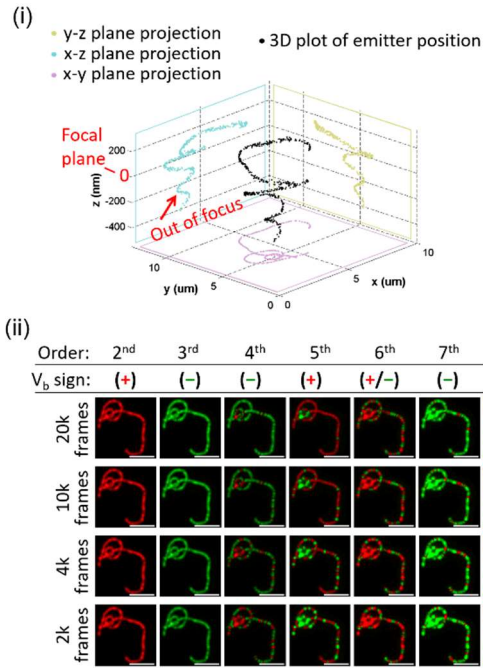 (i)
y-z plane projection
x-z plane projection
x-y plane projection
3D plot of emitter position
Focal plane
0
Out of focus
z (nm)
200
-200
-400
10
5
0
y (um)
0
5
10
x (um)
(ii)
Order: 2nd 3rd 4th 5th 6th 7th
Vb sign: (+) (−) (−) (+) (+/−) (−)
20k frames
10k frames
4k frames
2k frames